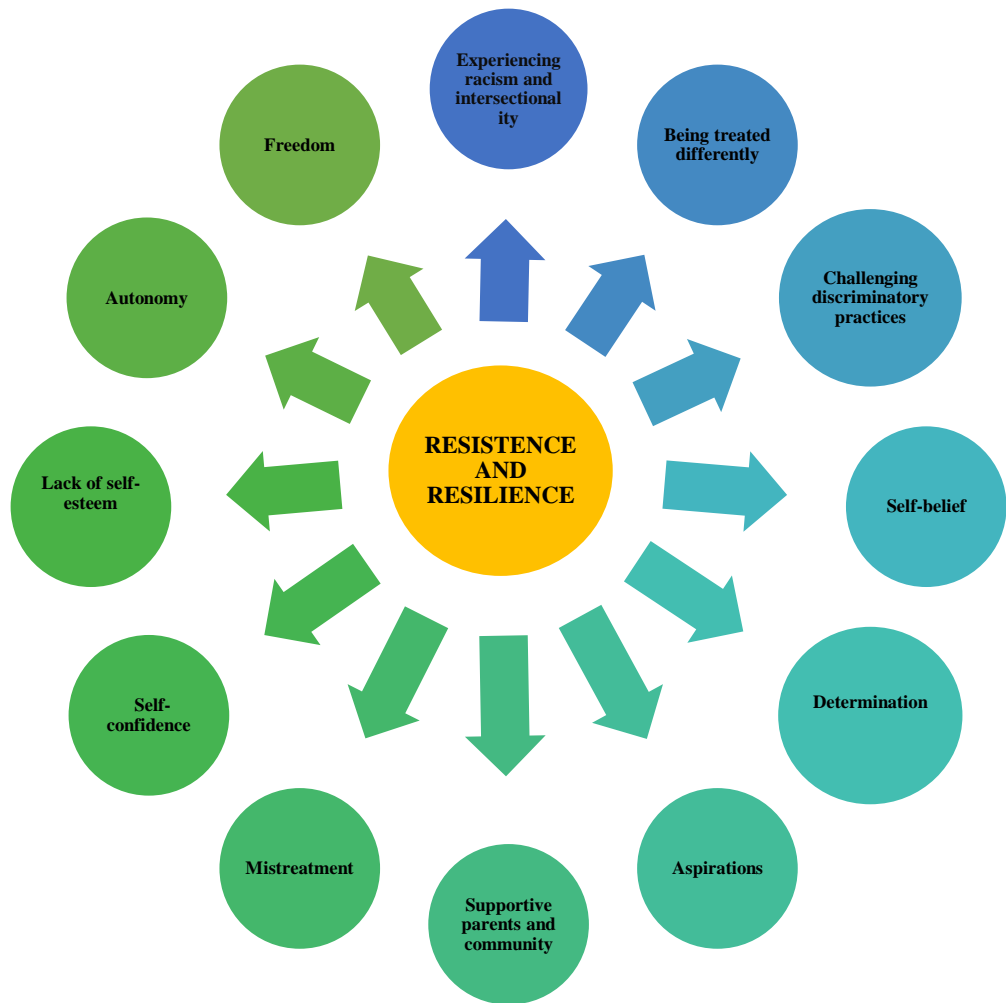 Experiencing
racism and
intersectional
ity
Being treated
differently
Challenging
discriminatory
practices
Self-belief
Determination
Aspirations
Supportive
parents and
community
Mistreatment
Self-
confidence
Lack of self-
esteem
Autonomy
Freedom
RESISTENCE
AND
RESILIENCE